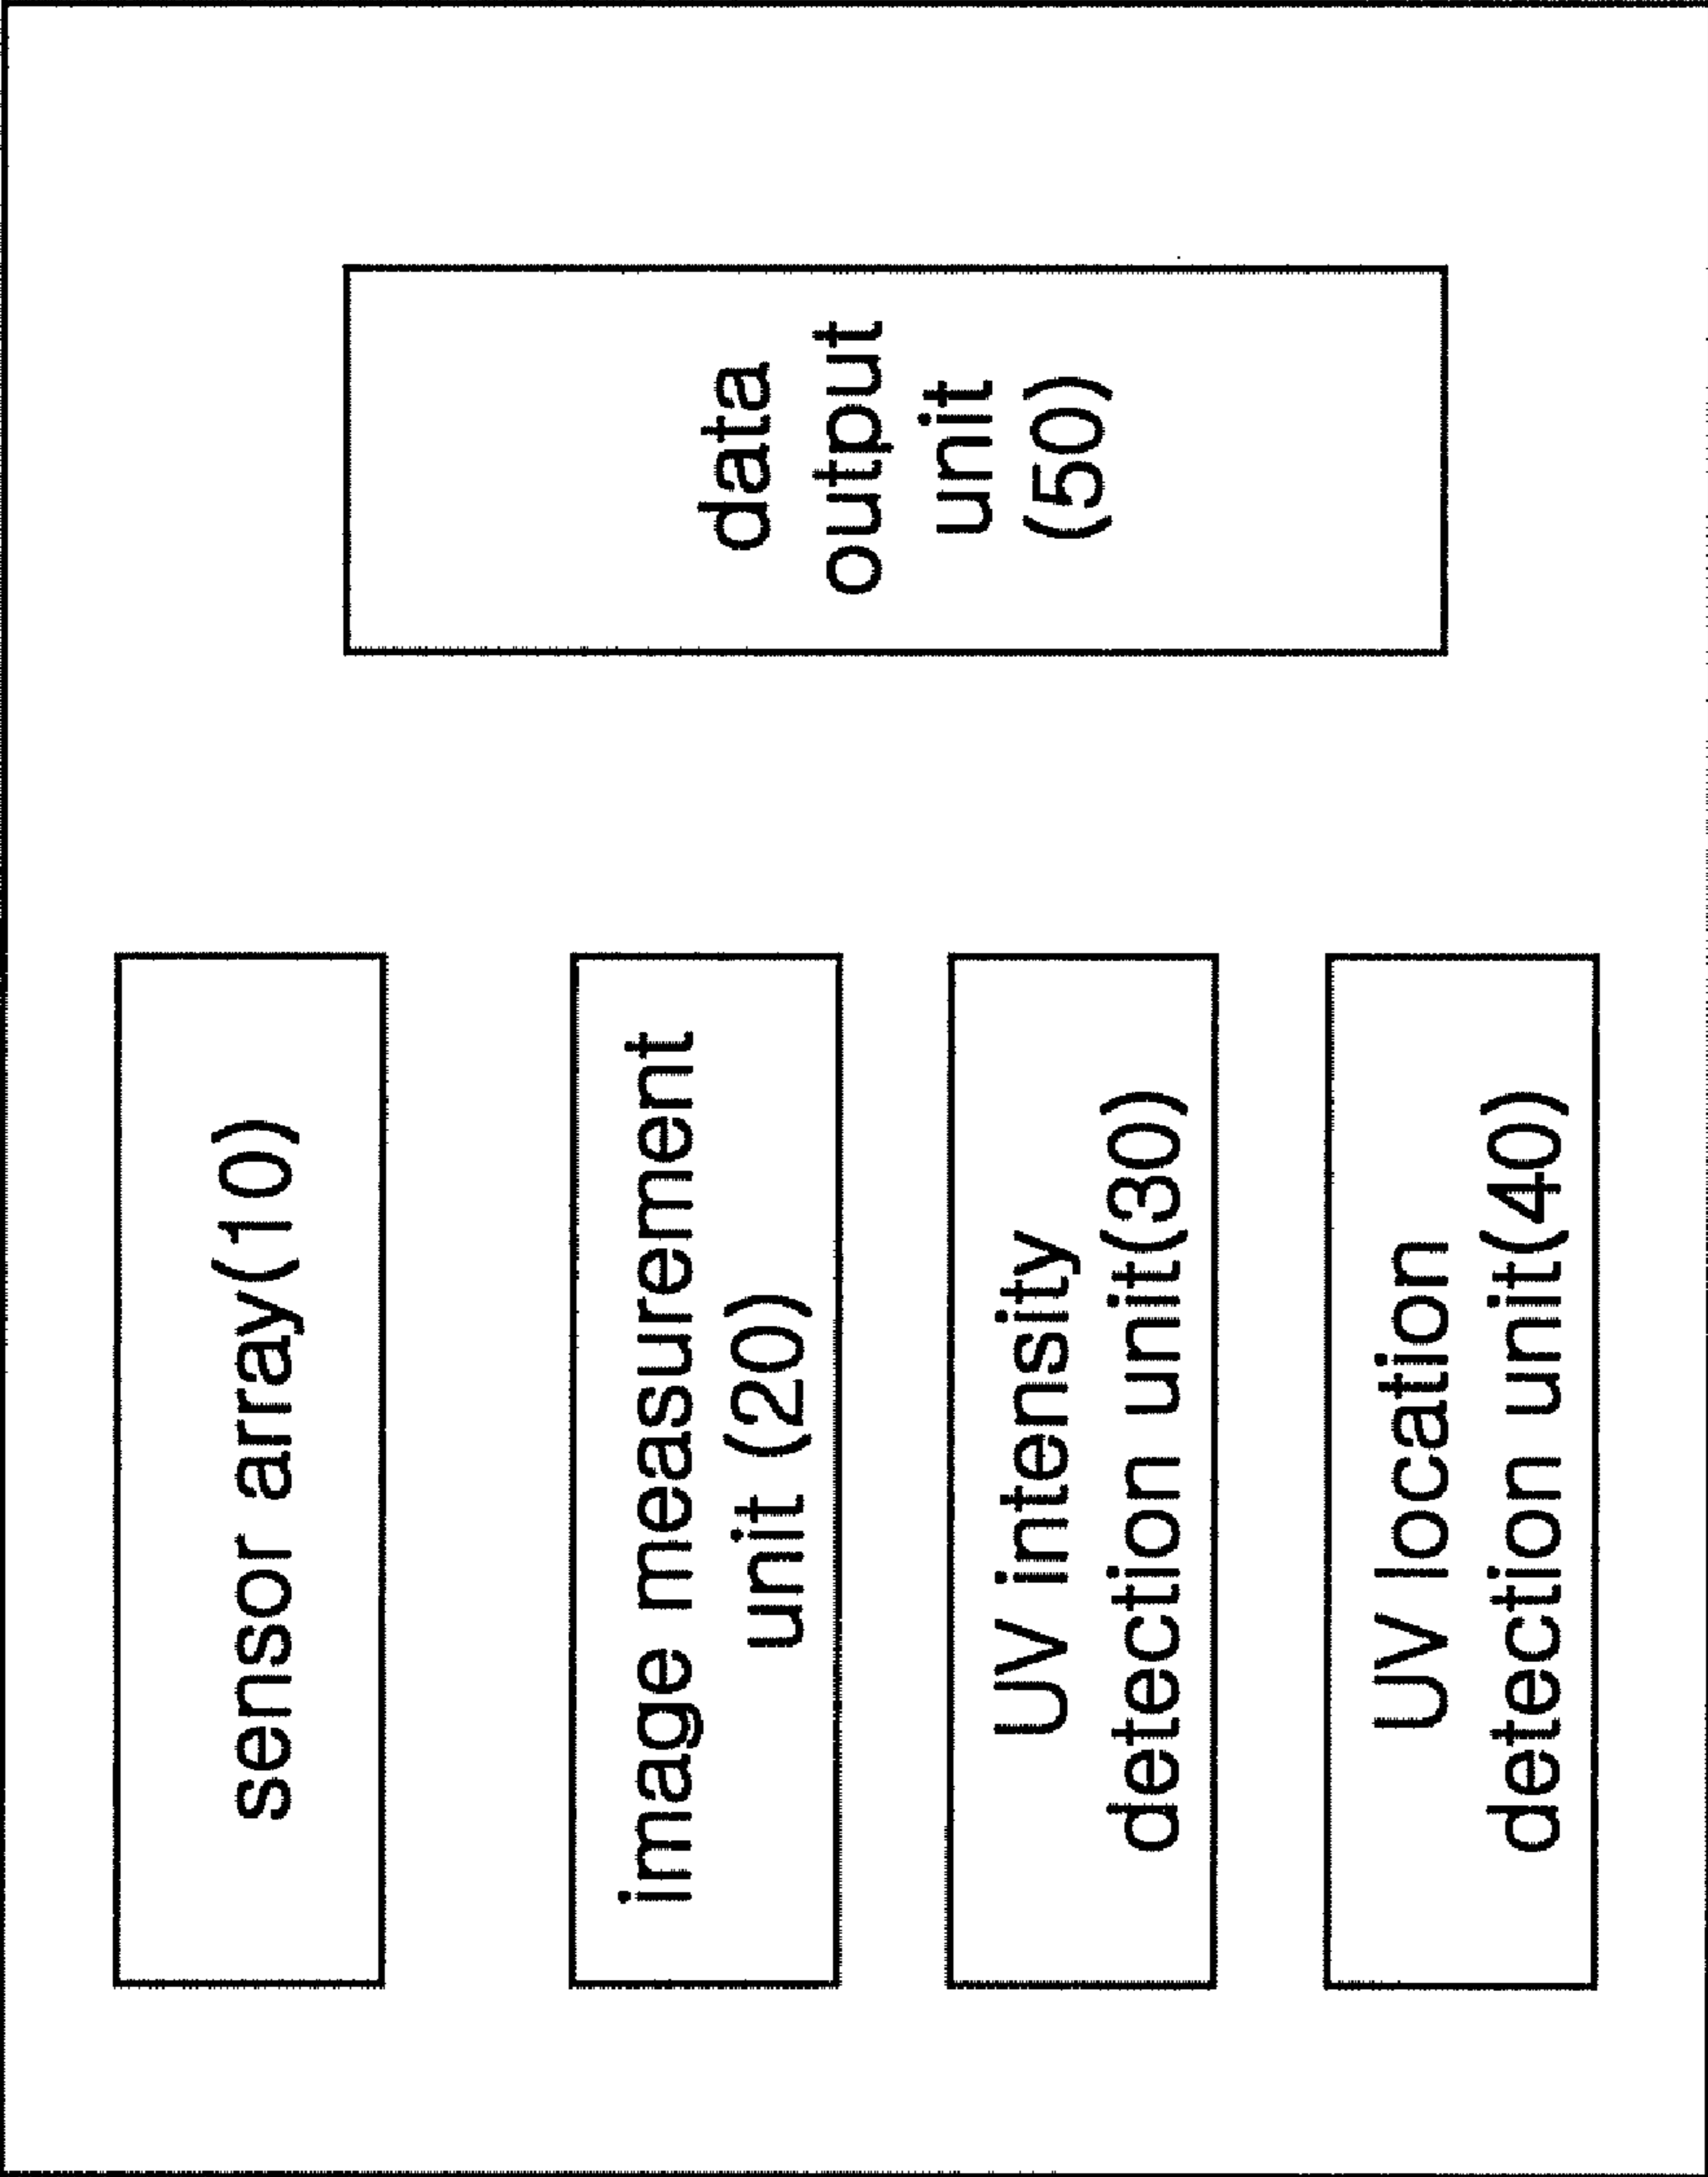 sensor array(10)
image measurement
unit (20)
UV intensity
detection unit(30)
UV location
detection unit(40)
data
output
unit
(50)